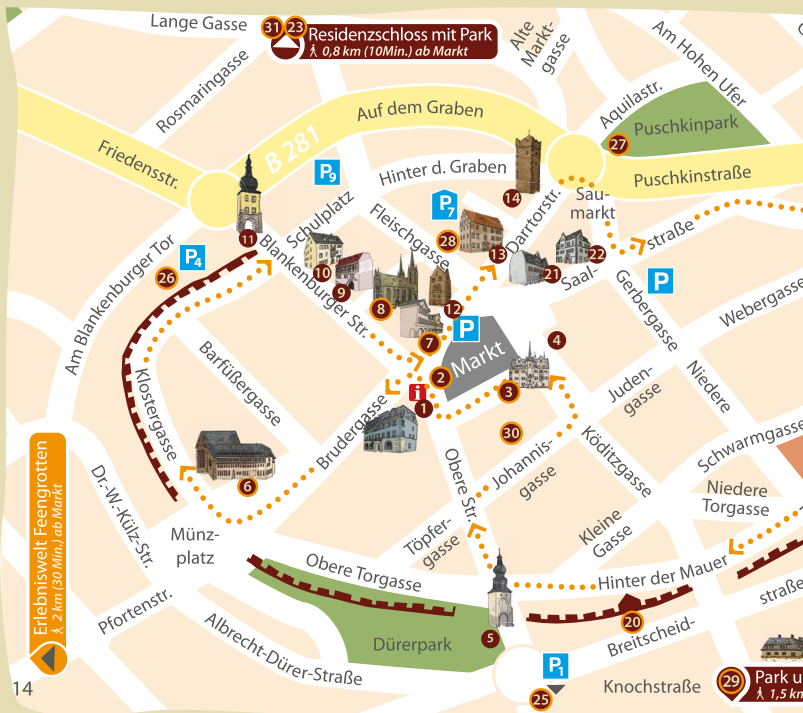 Lange Gasse
31 23
Residenzschloss mit Park
0,8 km (10Min.) ab Markt
Alte
Markt-
gasse
Am Hohen Ufer
Rosmaringasse
Aquilastr.
Auf dem Graben
Puschkinpark
27
B 281
Friedensstr.
Hinter d. Graben
Puschkinstraße
P9
14
Sau-
markt
Schulplatz
P7
Fleischgasse
Darrtorstr.
11
28
13
22
straße
Am Blankenburger Tor
P4
26
10
9
21
Saal-
P
Blankenburger Str.
8
12
Gerbergasse
Webergasse
7
P
Markt
4
Barfüßergasse
2
3
Juden-
gasse
Niedere
Klostergasse
i
1
Brudergasse
30
Johannis-
gasse
Köditzgasse
Schwarmgasse
Obere Str.
6
Niedere
Torgasse
Dr.-W.-Külz-Str.
Münz-
platz
Töpfer-
gasse
Kleine
Gasse
Erlebniswelt Feengrotten
2 km (30 Min.) ab Markt
Obere Torgasse
Hinter der Mauer
Pfortenstr.
straße
20
Albrecht-Dürer-Straße
Dürerpark
5
Breitscheid-
P1
25
Knochstraße
29
Park u
1,5 km
14